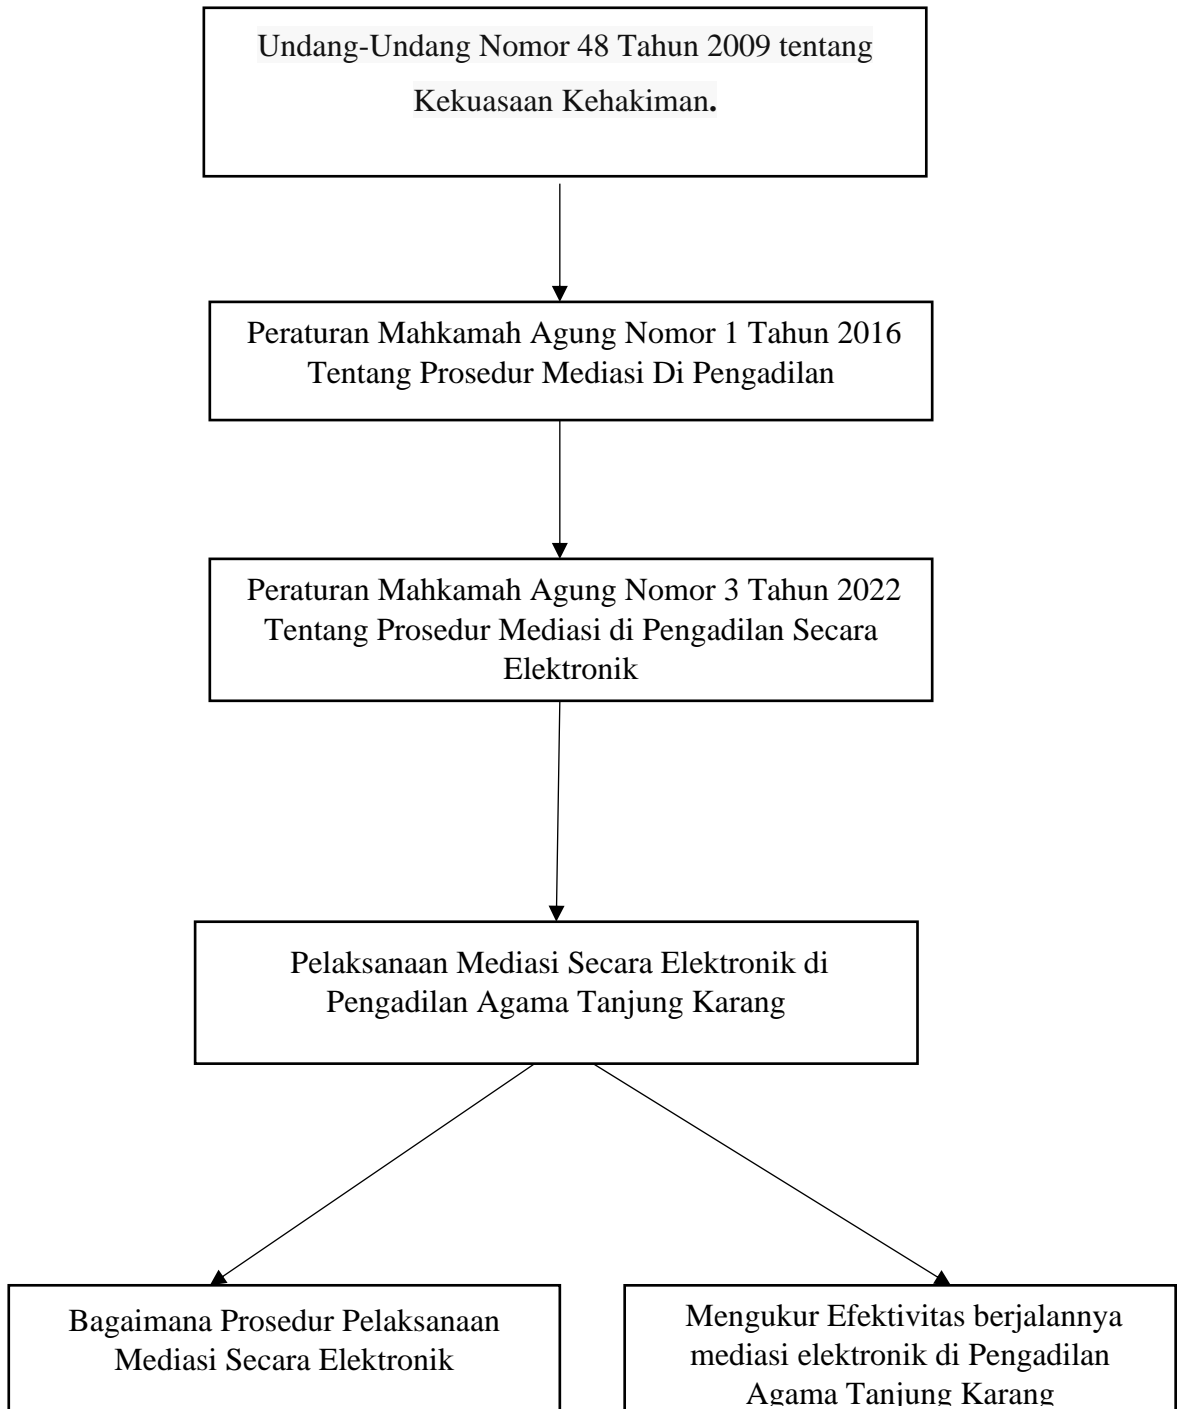 Undang-Undang Nomor 48 Tahun 2009 tentang
Kekuasaan Kehakiman.
Peraturan Mahkamah Agung Nomor 1 Tahun 2016
Tentang Prosedur Mediasi Di Pengadilan
Peraturan Mahkamah Agung Nomor 3 Tahun 2022
Tentang Prosedur Mediasi di Pengadilan Secara
Elektronik
Pelaksanaan Mediasi Secara Elektronik di
Pengadilan Agama Tanjung Karang
Bagaimana Prosedur Pelaksanaan
Mediasi Secara Elektronik
Mengukur Efektivitas berjalannya
mediasi elektronik di Pengadilan
Agama Tanjung Karang